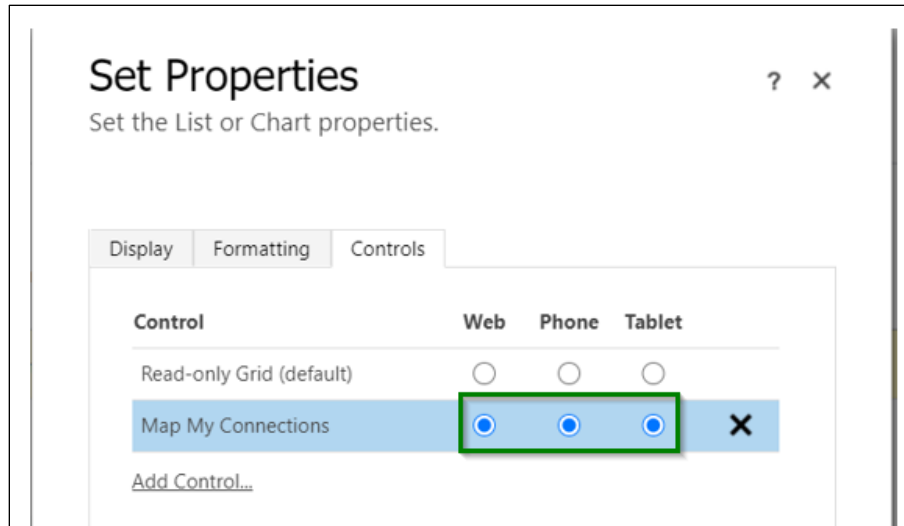 Set Properties
? ✕
Set the List or Chart properties.
Display Formatting Controls
Control Web Phone Tablet
Read-only Grid (default)
Map My Connections
Add Control...